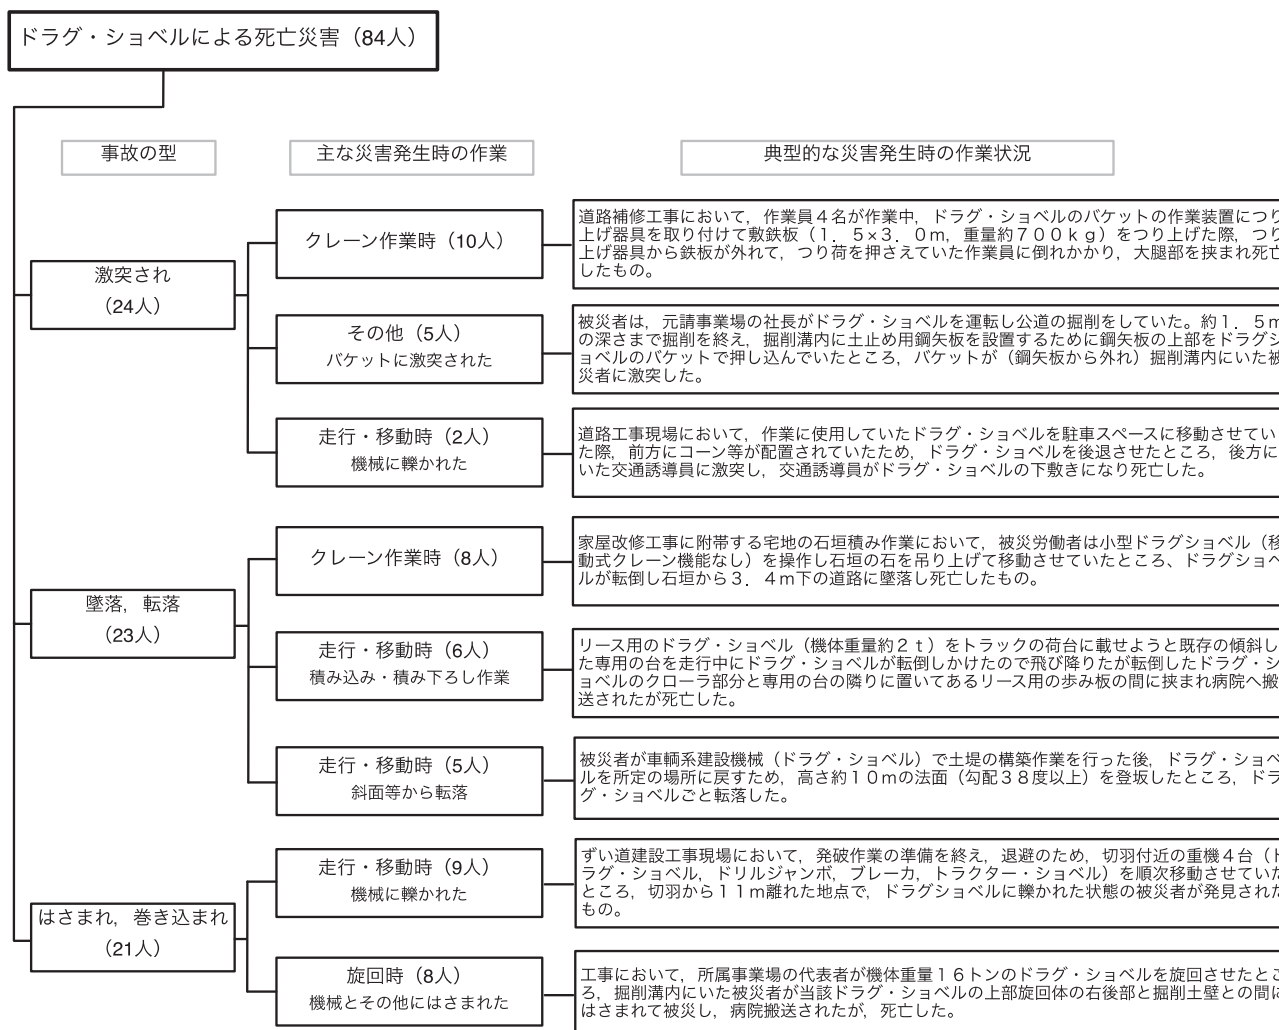 ドラグ・ショベルによる死亡災害（84人）
事故の型
主な災害発生時の作業
典型的な災害発生時の作業状況
激突され
（24人）
クレーン作業時（10人）
道路補修工事において，作業員４名が作業中，ドラグ・ショベルのバケットの作業装置につり
上げ器具を取り付けて敷鉄板（１．５×３．０ｍ，重量約７００ｋｇ）をつり上げた際，つり
上げ器具から鉄板が外れて，つり荷を押さえていた作業員に倒れかかり，大腿部を挟まれ死亡
したもの。
その他（5人）
バケットに激突された
被災者は，元請事業場の社長がドラグ・ショベルを運転し公道の掘削をしていた。約１．５ｍ
の深さまで掘削を終え，掘削溝内に土止め用鋼矢板を設置するために鋼矢板の上部をドラグシ
ョベルのバケットで押し込んでいたところ，バケットが（鋼矢板から外れ）掘削溝内にいた被
災者に激突した。
走行・移動時（2人）
機械に轢かれた
道路工事現場において，作業に使用していたドラグ・ショベルを駐車スペースに移動させてい
た際，前方にコーン等が配置されていたため，ドラグ・ショベルを後退させたところ，後方に
いた交通誘導員に激突し，交通誘導員がドラグ・ショベルの下敷きになり死亡した。
墜落，転落
（23人）
クレーン作業時（8人）
家屋改修工事に附帯する宅地の石垣積み作業において，被災労働者は小型ドラグショベル（移
動式クレーン機能なし）を操作し石垣の石を吊り上げて移動させていたところ、ドラグショベ
ルが転倒し石垣から３．４ｍ下の道路に墜落し死亡したもの。
走行・移動時（6人）
積み込み・積み下ろし作業
リース用のドラグ・ショベル（機体重量約２ｔ）をトラックの荷台に載せようと既存の傾斜し
た専用の台を走行中にドラグ・ショベルが転倒しかけたので飛び降りたが転倒したドラグ・シ
ョベルのクローラ部分と専用の台の隣りに置いてあるリース用の歩み板の間に挟まれ病院へ搬
送されたが死亡した。
走行・移動時（5人）
斜面等から転落
被災者が車輌系建設機械（ドラグ・ショベル）で土堤の構築作業を行った後，ドラグ・ショベ
ルを所定の場所に戻すため，高さ約１０ｍの法面（勾配３８度以上）を登坂したところ，ドラ
グ・ショベルごと転落した。
はさまれ，巻き込まれ
（21人）
走行・移動時（9人）
機械に轢かれた
ずい道建設工事現場において，発破作業の準備を終え，退避のため，切羽付近の重機４台（ド
ラグ・ショベル，ドリルジャンボ，ブレーカ，トラクター・ショベル）を順次移動させていた
ところ，切羽から１１ｍ離れた地点で，ドラグショベルに轢かれた状態の被災者が発見された
もの。
旋回時（8人）
機械とその他にはさまれた
工事において，所属事業場の代表者が機体重量１６トンのドラグ・ショベルを旋回させたとこ
ろ，掘削溝内にいた被災者が当該ドラグ・ショベルの上部旋回体の右後部と掘削土壁との間に
はさまれて被災し，病院搬送されたが，死亡した。